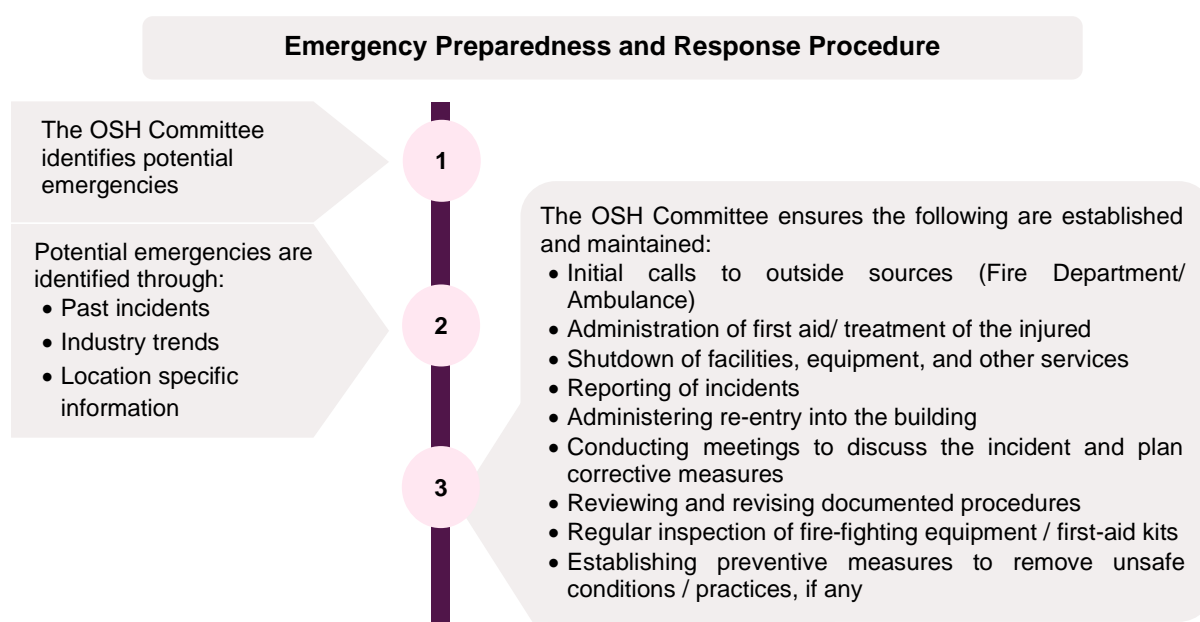 Emergency Preparedness and Response Procedure
The OSH Committee
identifies potential
emergencies
1
Potential emergencies are
identified through:
• Past incidents
• Industry trends
• Location specific
information
2
The OSH Committee ensures the following are established
and maintained:
• Initial calls to outside sources (Fire Department/
Ambulance)
• Administration of first aid/ treatment of the injured
• Shutdown of facilities, equipment, and other services
• Reporting of incidents
• Administering re-entry into the building
• Conducting meetings to discuss the incident and plan
corrective measures
• Reviewing and revising documented procedures
• Regular inspection of fire-fighting equipment / first-aid kits
• Establishing preventive measures to remove unsafe
conditions / practices, if any
3